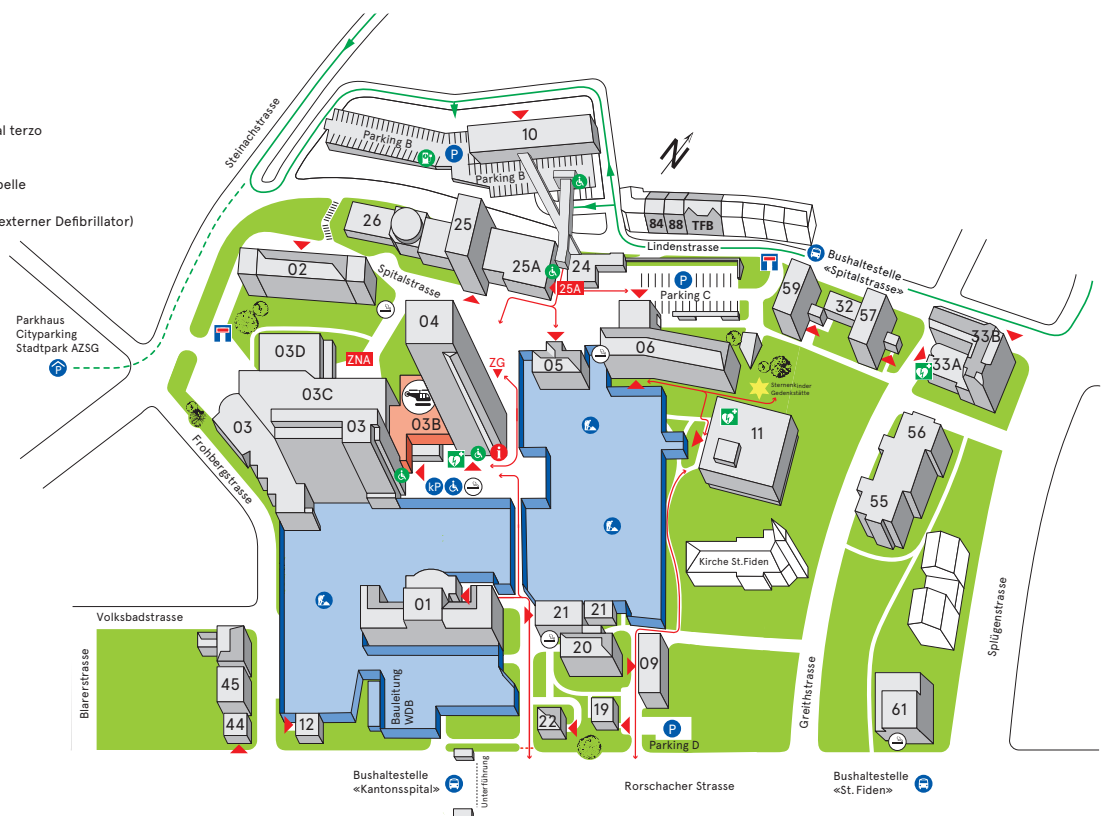 al terzo
pelle
externer Defibrillator)
Steinachstrasse
Parking B
P
10
Parking B
N
84 88 TFB
Lindenstrasse
Bushaltestelle
«Spitalstrasse»
26
25
25A
24
25A
P
Parking C
02
Spitalstrasse
59
32
57
33B
33A
Parkhaus
Cityparking
Stadtpark AZSG
P
04
03D
ZNA
ZG
05
06
Sternenkinder
Gedenkstätte
03C
03
03
03B
i
kP
11
56
55
Frohbergstrasse
Kirche St.Fiden
Volksbadstrasse
01
21
21
20
09
Blarerstrasse
45
44
12
Bauleitung
WDB
22
19
P
Parking D
Greithstrasse
Splügenstrasse
61
Unterführung
Bushaltestelle
«Kantonsspital»
Rorschacher Strasse
Bushaltestelle
«St. Fiden»